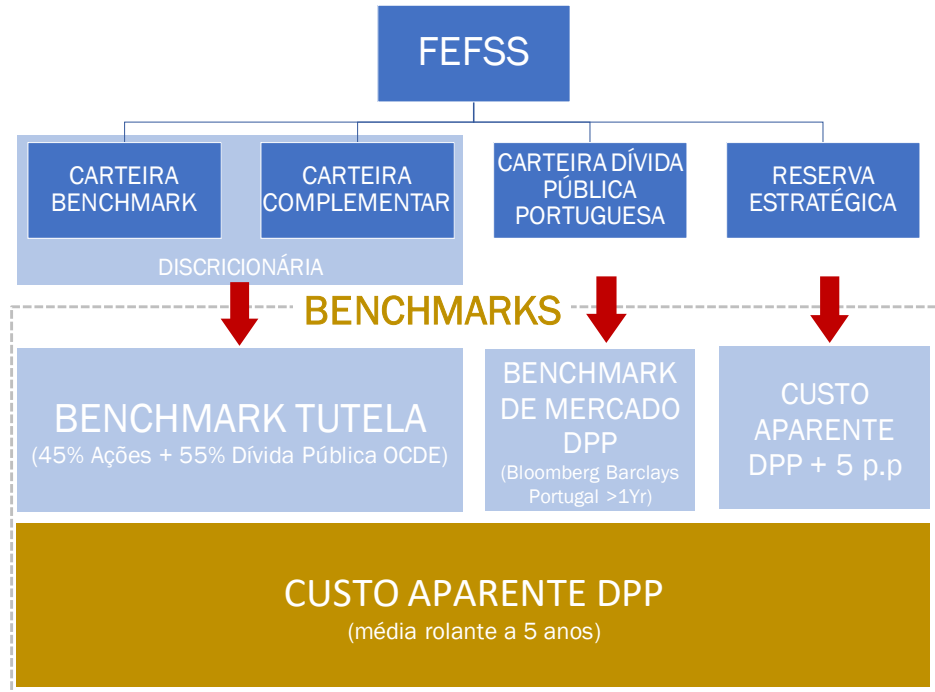 FEFSS
CARTEIRA
BENCHMARK
CARTEIRA
COMPLEMENTAR
CARTEIRA DÍVIDA
PÚBLICA
PORTUGUESA
RESERVA
ESTRATÉGICA
DISCRICIONÁRIA
BENCHMARKS
BENCHMARK TUTELA
(45% Ações + 55% Dívida Pública OCDE)
BENCHMARK
DE MERCADO
DPP
(Bloomberg Barclays
Portugal >1Yr)
CUSTO
APARENTE
DPP + 5 p.p
CUSTO APARENTE DPP
(média rolante a 5 anos)